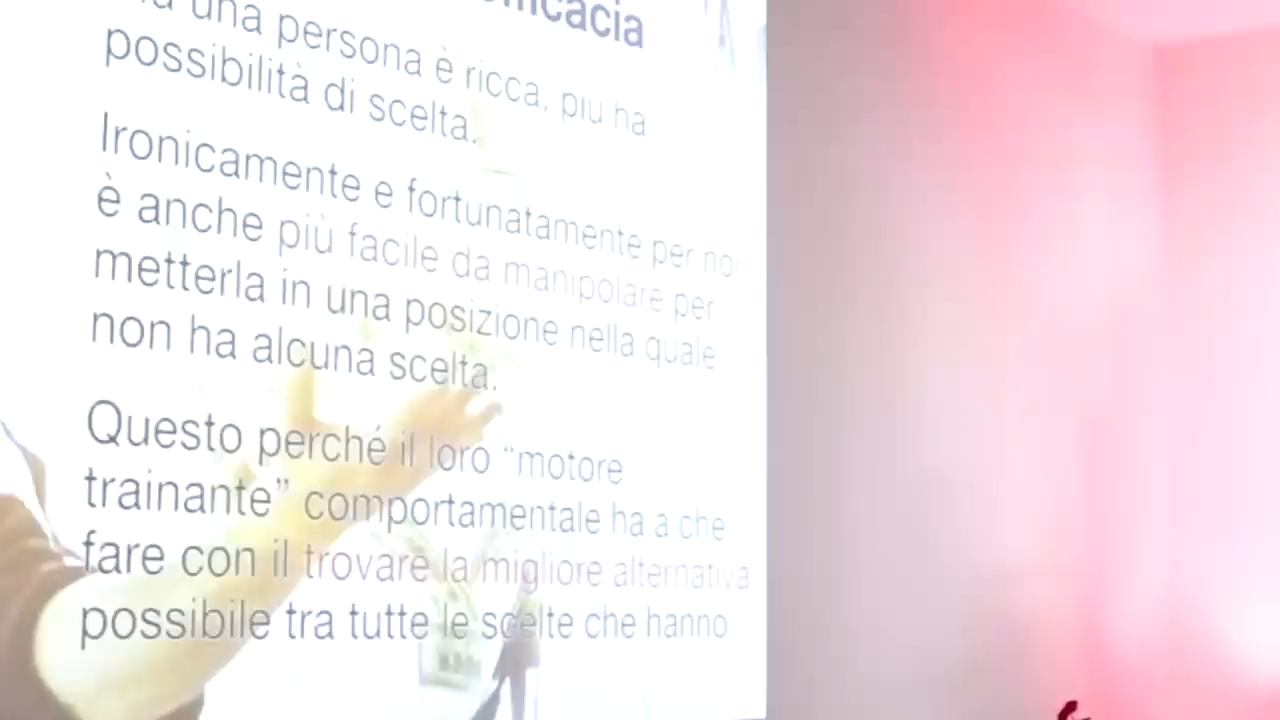 una persona è ricca, più ha
possibilità di scelta.
Ironicamente e fortunatamente per no
è anche più facile da manipolare per
metterla in una posizione nella quale
non ha alcuna scelta.
Questo perché il loro “motore
trainante” comportamentale ha a che
fare con il trovare la migliore alternativa
possibile tra tutte le scelte che hanno.